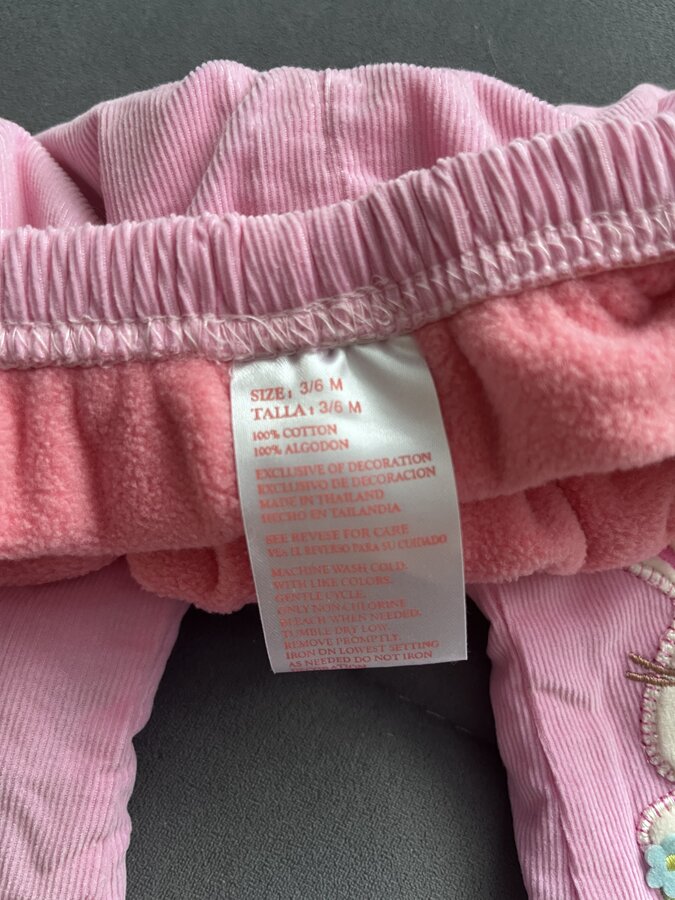 SIZE: 3/6 M
TALLA: 3/6 M
100% COTTON
100% ALGODON
EXCLUSIVE OF DECORATION
EXCLUSIVO DE DECORACION
MADE IN THAILAND
HECHO EN TAILANDIA
SEE REVESE FOR CARE
VEA EL REVERSO PARA SU CUIDADO
MACHINE WASH COLD.
WITH LIKE COLORS.
GENTLE CYCLE.
ONLY NON CHLORINE
BLEACH WHEN NEEDED.
TUMBLE DRY LOW.
REMOVE PROMPTLY.
IRON ON LOWEST SETTING
AS NEEDED DO NOT IRON